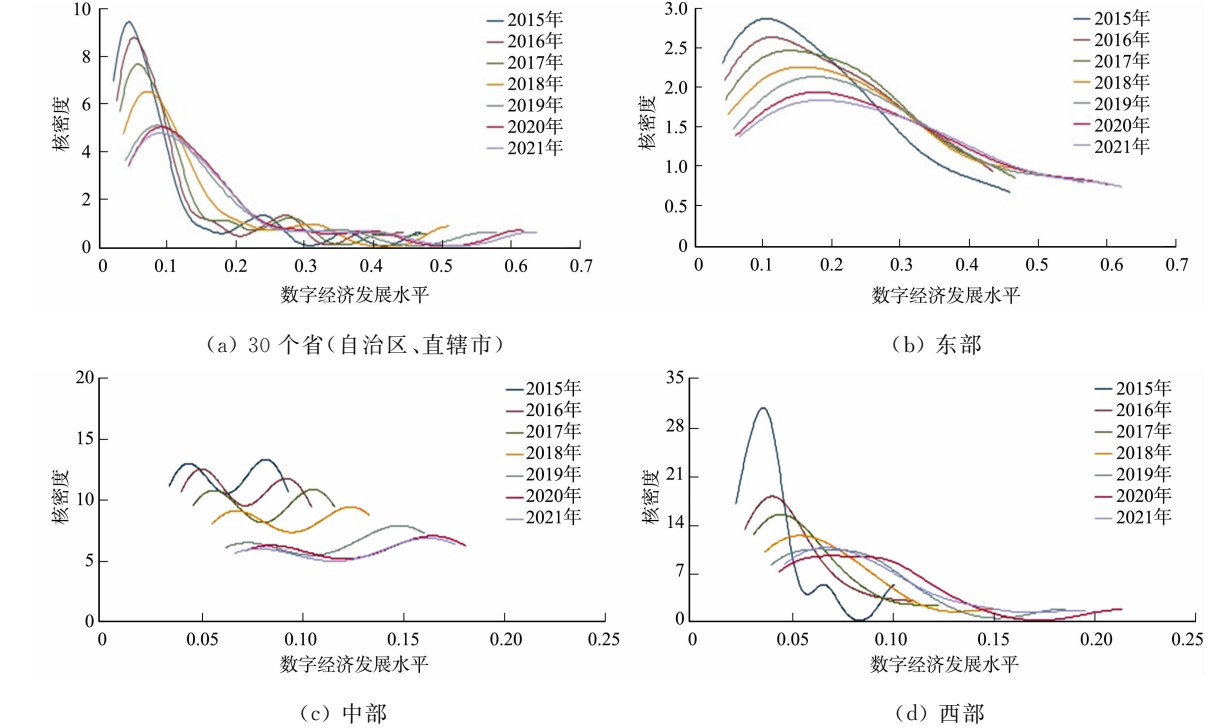 10
8
6
4
2
0
核密度
0
0.1
0.2
0.3
0.4
0.5
0.6
0.7
数字经济发展水平
2015年
2016年
2017年
2018年
2019年
2020年
2021年
(a) 30个省(自治区、直辖市)
3.0
2.5
2.0
1.5
1.0
0.5
0
核密度
0
0.1
0.2
0.3
0.4
0.5
0.6
0.7
数字经济发展水平
2015年
2016年
2017年
2018年
2019年
2020年
2021年
(b) 东部
20
15
10
5
0
核密度
0
0.05
0.10
0.15
0.20
0.25
数字经济发展水平
2015年
2016年
2017年
2018年
2019年
2020年
2021年
(c) 中部
35
28
21
14
7
0
核密度
0
0.05
0.10
0.15
0.20
0.25
数字经济发展水平
2015年
2016年
2017年
2018年
2019年
2020年
2021年
(d) 西部